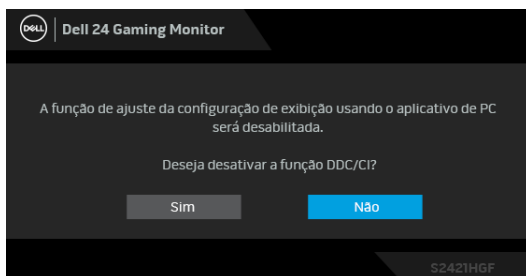 DELL Dell 24 Gaming Monitor
A função de ajuste da configuração de exibição usando o aplicativo de PC
será desabilitada.
Deseja desativar a função DDC/CI?
Sim Não
S2421HGF